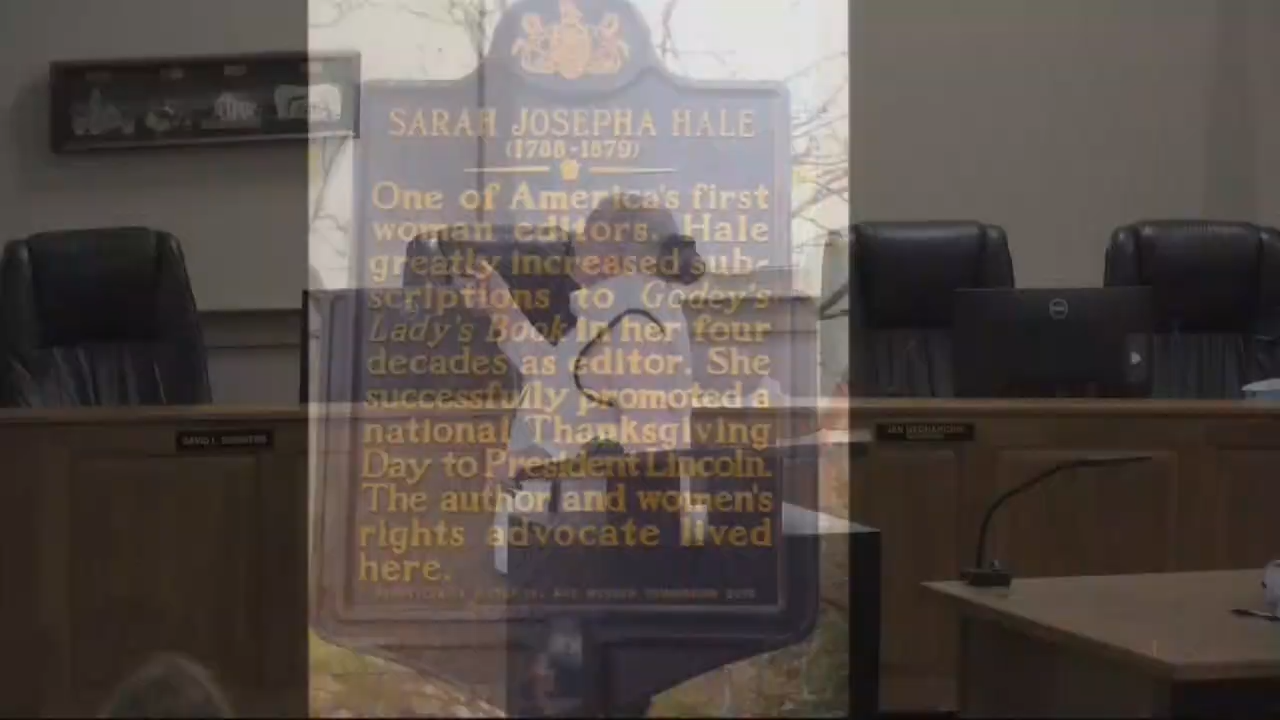 SARAH JOSEPHA HALE
(1788-1879)
One of America's first
woman editors. Hale
greatly increased sub-
scriptions to Godey's
Lady's Book in her four
decades as editor. She
successfully promoted a
national Thanksgiving
Day to President Lincoln.
The author and women's
rights advocate lived
here.
DELL